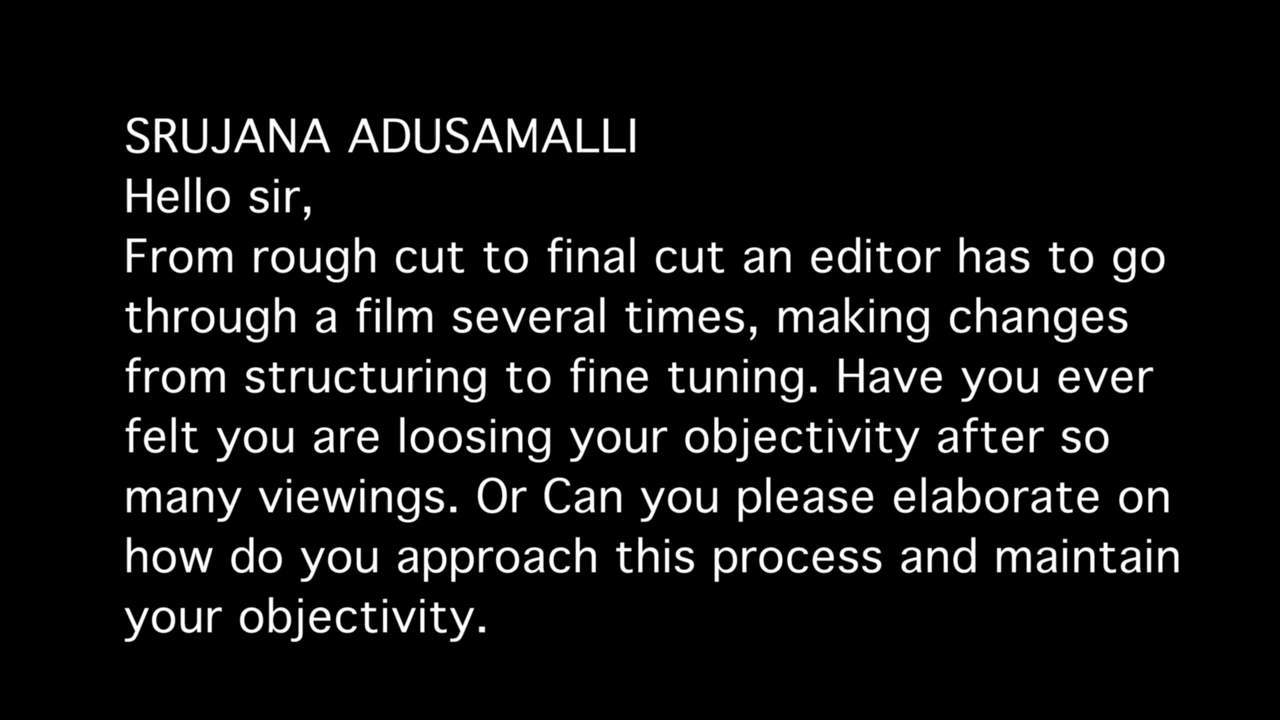 SRUJANA ADUSAMALLI
Hello sir,
From rough cut to final cut an editor has to go
through a film several times, making changes
from structuring to fine tuning. Have you ever
felt you are loosing your objectivity after so
many viewings. Or Can you please elaborate on
how do you approach this process and maintain
your objectivity.